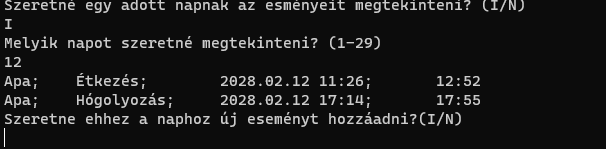 Szeretné egy adott napnak az esményeit megtekinteni? (I/N)
I
Melyik napot szeretné megtekinteni? (1-29)
12
Apa;    Étkezés;        2028.02.12 11:26;       12:52
Apa;    Hógolyozás;     2028.02.12 17:14;       17:55
Szeretne ehhez a naphoz új eseményt hozzáadni?(I/N)